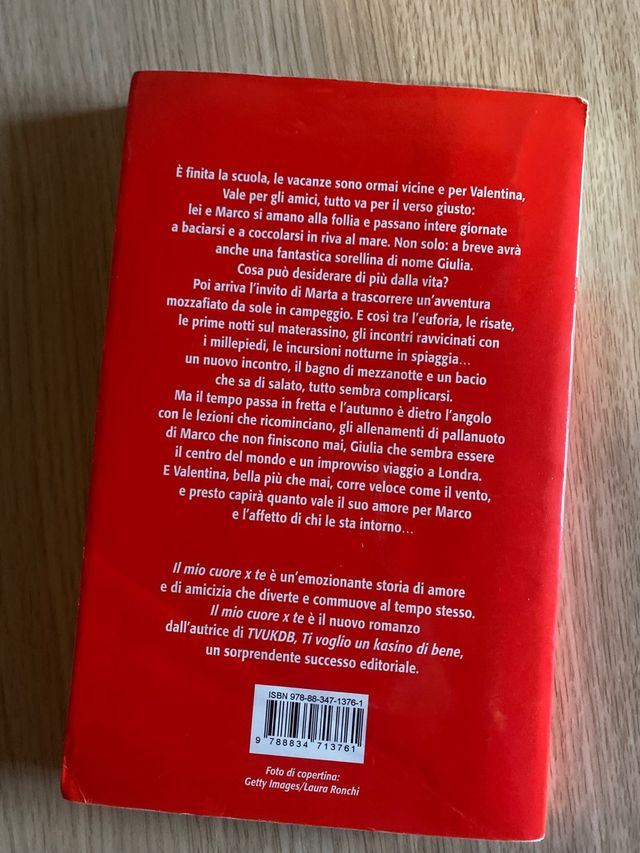 È finita la scuola, le vacanze sono ormai vicine e per Valentina,
Vale per gli amici, tutto va per il verso giusto:
lei e Marco si amano alla follia e passano intere giornate
a baciarsi e a coccolarsi in riva al mare. Non solo: a breve avrà
anche una fantastica sorellina di nome Giulia.
Cosa può desiderare di più dalla vita?
Poi arriva l'invito di Marta a trascorrere un'avventura
mozzafiato da sole in campeggio. E così tra l'euforia, le risate,
le prime notti sul materassino, gli incontri ravvicinati con
i millepiedi, le incursioni notturne in spiaggia...
un nuovo incontro, il bagno di mezzanotte e un bacio
che sa di salato, tutto sembra complicarsi.
Ma il tempo passa in fretta e l'autunno è dietro l'angolo
con le lezioni che ricominciano, gli allenamenti di pallanuoto
di Marco che non finiscono mai, Giulia che sembra essere
il centro del mondo e un improvviso viaggio a Londra.
E Valentina, bella più che mai, corre veloce come il vento,
e presto capirà quanto vale il suo amore per Marco
e l'affetto di chi le sta intorno...
Il mio cuore x te è un'emozionante storia di amore
e di amicizia che diverte e commuove al tempo stesso.
Il mio cuore x te è il nuovo romanzo
dall'autrice di TVUKDB, Ti voglio un kasino di bene,
un sorprendente successo editoriale.
ISBN 978-88-347-1376-1
9 788834 713761
Foto di copertina:
Getty Images/Laura Ronchi